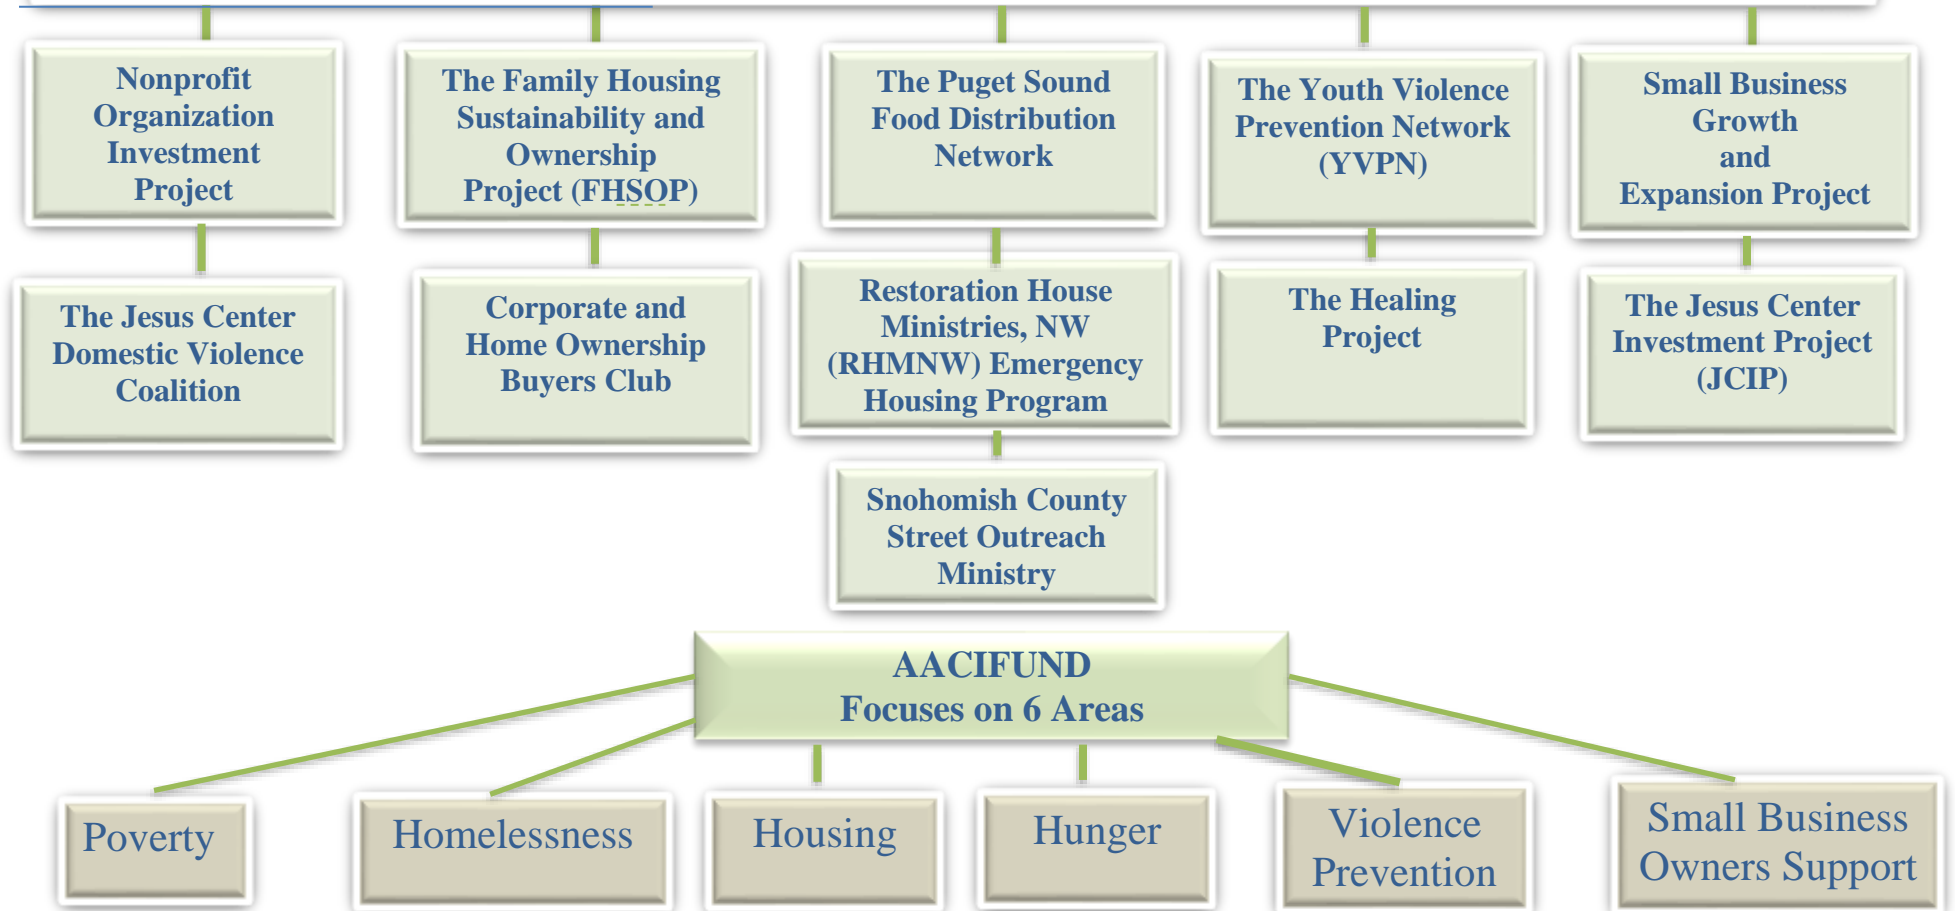 Nonprofit
Organization
Investment
Project
The Family Housing
Sustainability and
Ownership
Project (FHSOP)
The Puget Sound
Food Distribution
Network
The Youth Violence
Prevention Network
(YVPN)
Small Business
Growth
and
Expansion Project
The Jesus Center
Domestic Violence
Coalition
Corporate and
Home Ownership
Buyers Club
Restoration House
Ministries, NW
(RHMNW) Emergency
Housing Program
The Healing
Project
The Jesus Center
Investment Project
(JCIP)
Snohomish County
Street Outreach
Ministry
AACIFUND
Focuses on 6 Areas
Poverty
Homelessness
Housing
Hunger
Violence
Prevention
Small Business
Owners Support